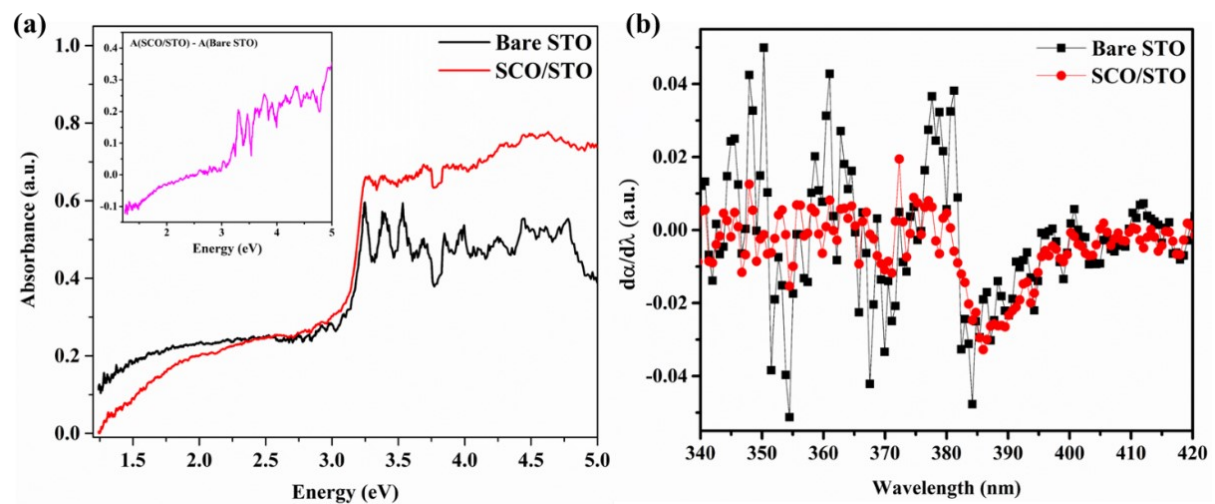 (a)
A(SCO/STO) - A(Bare STO)
0.4
0.3
0.2
0.1
0.0
-0.1
2 3 4 5
Energy (eV)
Bare STO
SCO/STO
1.0
0.8
0.6
0.4
0.2
0.0
Absorbance (a.u.)
1.5 2.0 2.5 3.0 3.5 4.0 4.5 5.0
Energy (eV)
(b)
Bare STO
SCO/STO
0.04
0.02
0.00
-0.02
-0.04
dα/dλ (a.u.)
340 350 360 370 380 390 400 410 420
Wavelength (nm)